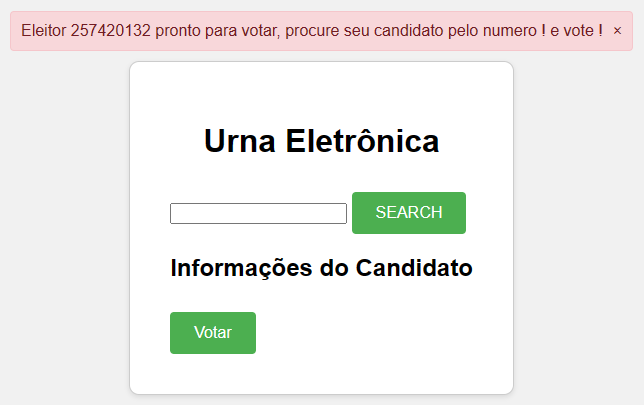 Eleitor 257420132 pronto para votar, procure seu candidato pelo numero ! e vote ! ×
Urna Eletrônica
SEARCH
Informações do Candidato
Votar